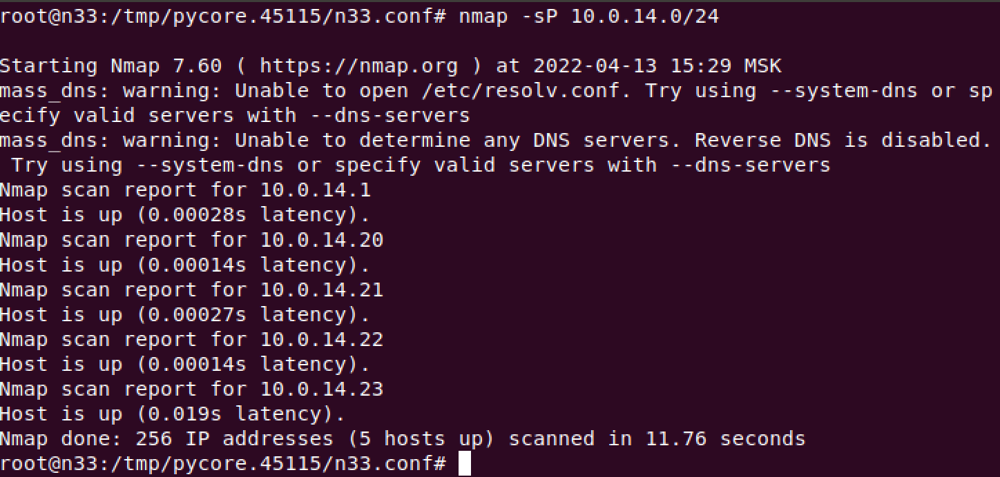 root@n33:/tmp/pycore.45115/n33.conf# nmap -sP 10.0.14.0/24
Starting Nmap 7.60 ( https://nmap.org ) at 2022-04-13 15:29 MSK
mass_dns: warning: Unable to open /etc/resolv.conf. Try using --system-dns or sp
ecify valid servers with --dns-servers
mass_dns: warning: Unable to determine any DNS servers. Reverse DNS is disabled.
 Try using --system-dns or specify valid servers with --dns-servers
Nmap scan report for 10.0.14.1
Host is up (0.00028s latency).
Nmap scan report for 10.0.14.20
Host is up (0.00014s latency).
Nmap scan report for 10.0.14.21
Host is up (0.00027s latency).
Nmap scan report for 10.0.14.22
Host is up (0.00014s latency).
Nmap scan report for 10.0.14.23
Host is up (0.019s latency).
Nmap done: 256 IP addresses (5 hosts up) scanned in 11.76 seconds
root@n33:/tmp/pycore.45115/n33.conf#